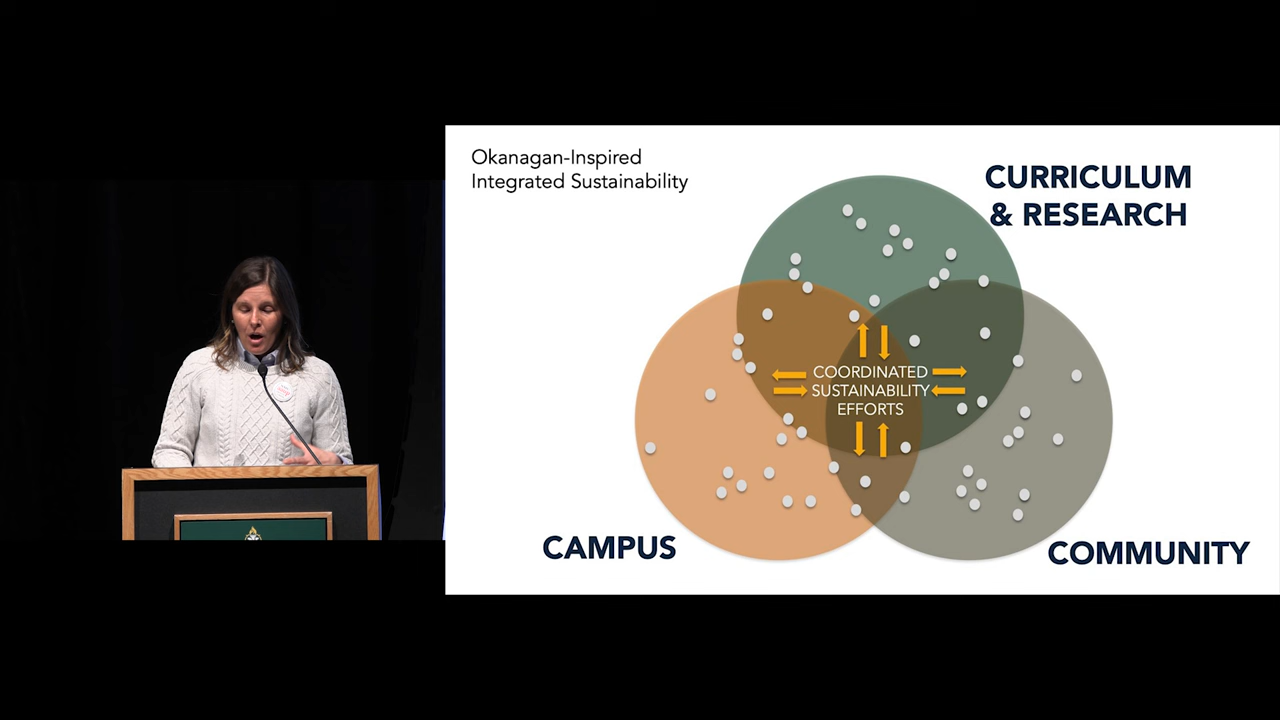 Okanagan-Inspired
Integrated Sustainability
CURRICULUM
& RESEARCH
COORDINATED
SUSTAINABILITY
EFFORTS
CAMPUS
COMMUNITY